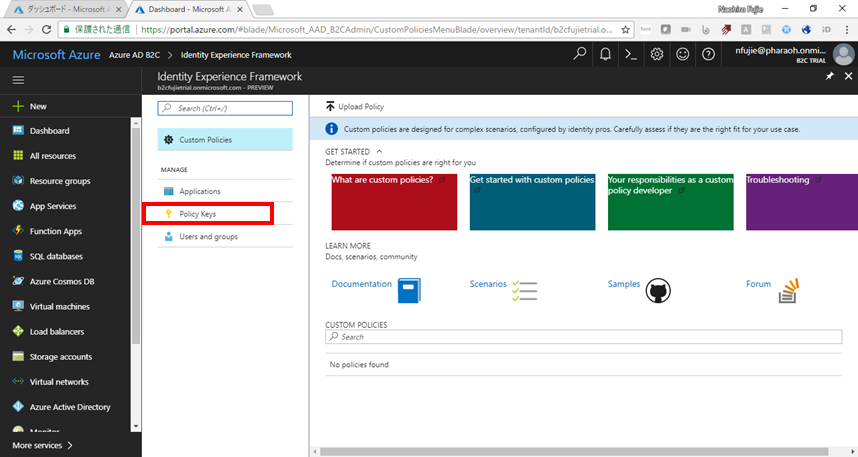 ダッシュボード - Microsoft A
Dashboard - Microsoft A
Naohiro Fujie
保護された通信
https://portal.azure.com/#blade/Microsoft_AAD_B2CAdmin/CustomPoliciesMenuBlade/overview/tenantId/b2cfujietrial.onmicrosoft.c
Microsoft Azure
Azure AD B2C
Identity Experience Framework
nfujie@pharaoh.onmi...
B2C TRIAL
Identity Experience Framework
b2cfujietrial.onmicrosoft.com - PREVIEW
New
Dashboard
All resources
Resource groups
App Services
Function Apps
SQL databases
Azure Cosmos DB
Virtual machines
Load balancers
Storage accounts
Virtual networks
Azure Active Directory
Monitor
More services
Search (Ctrl+/)
Custom Policies
MANAGE
Applications
Policy Keys
Users and groups
Upload Policy
Custom policies are designed for complex scenarios, configured by identity pros. Carefully assess if they are the right fit for your use case.
GET STARTED
Determine if custom policies are right for you
What are custom policies?
Get started with custom policies
Your responsibilities as a custom
policy developer
Troubleshooting
LEARN MORE
Docs, scenarios, community
Documentation
Scenarios
Samples
Forum
CUSTOM POLICIES
Search
No policies found